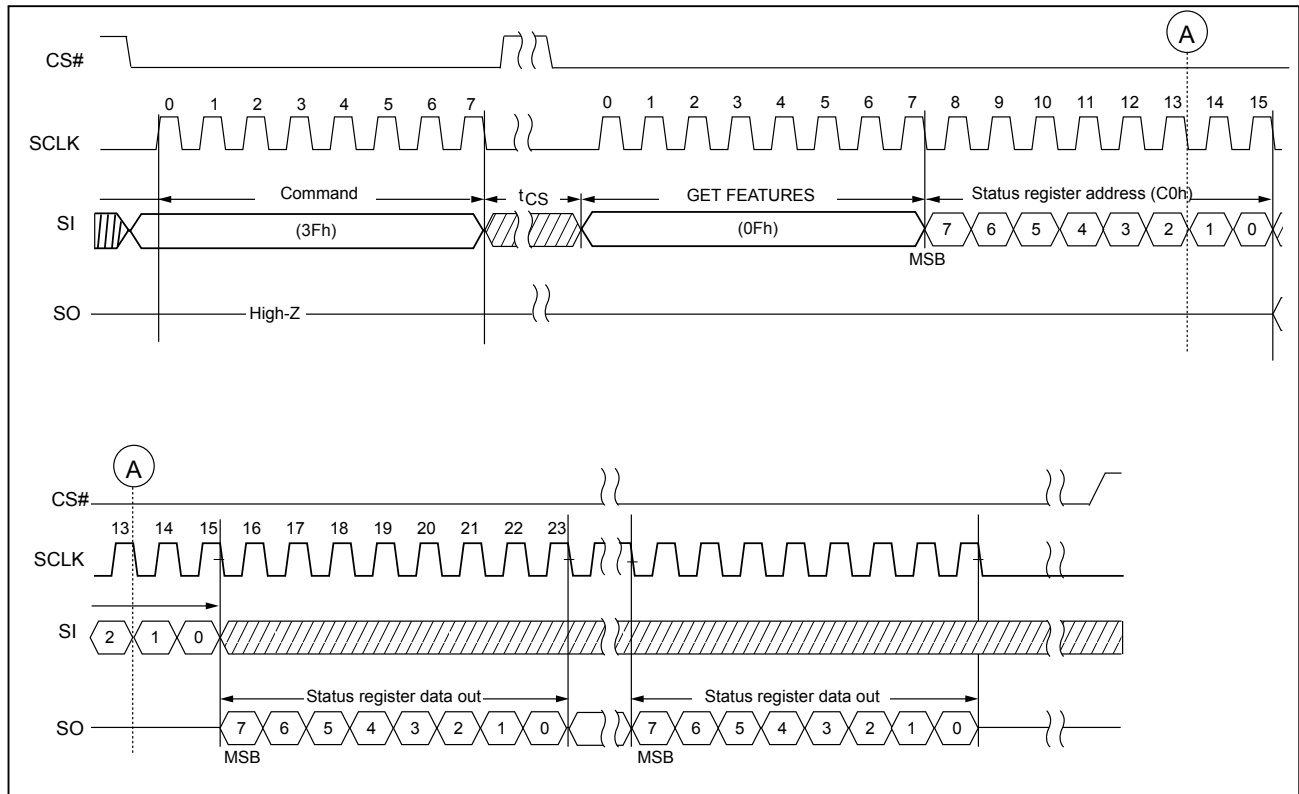 A
CS#
0 1 2 3 4 5 6 7 0 1 2 3 4 5 6 7 8 9 10 11 12 13 14 15
SCLK
Command tCS GET FEATURES Status register address (C0h)
SI (3Fh) (0Fh) 7 6 5 4 3 2 1 0
MSB
SO High-Z
A
CS#
13 14 15 16 17 18 19 20 21 22 23
SCLK
SI 2 1 0
Status register data out Status register data out
SO 7 6 5 4 3 2 1 0 7 6 5 4 3 2 1 0
MSB MSB